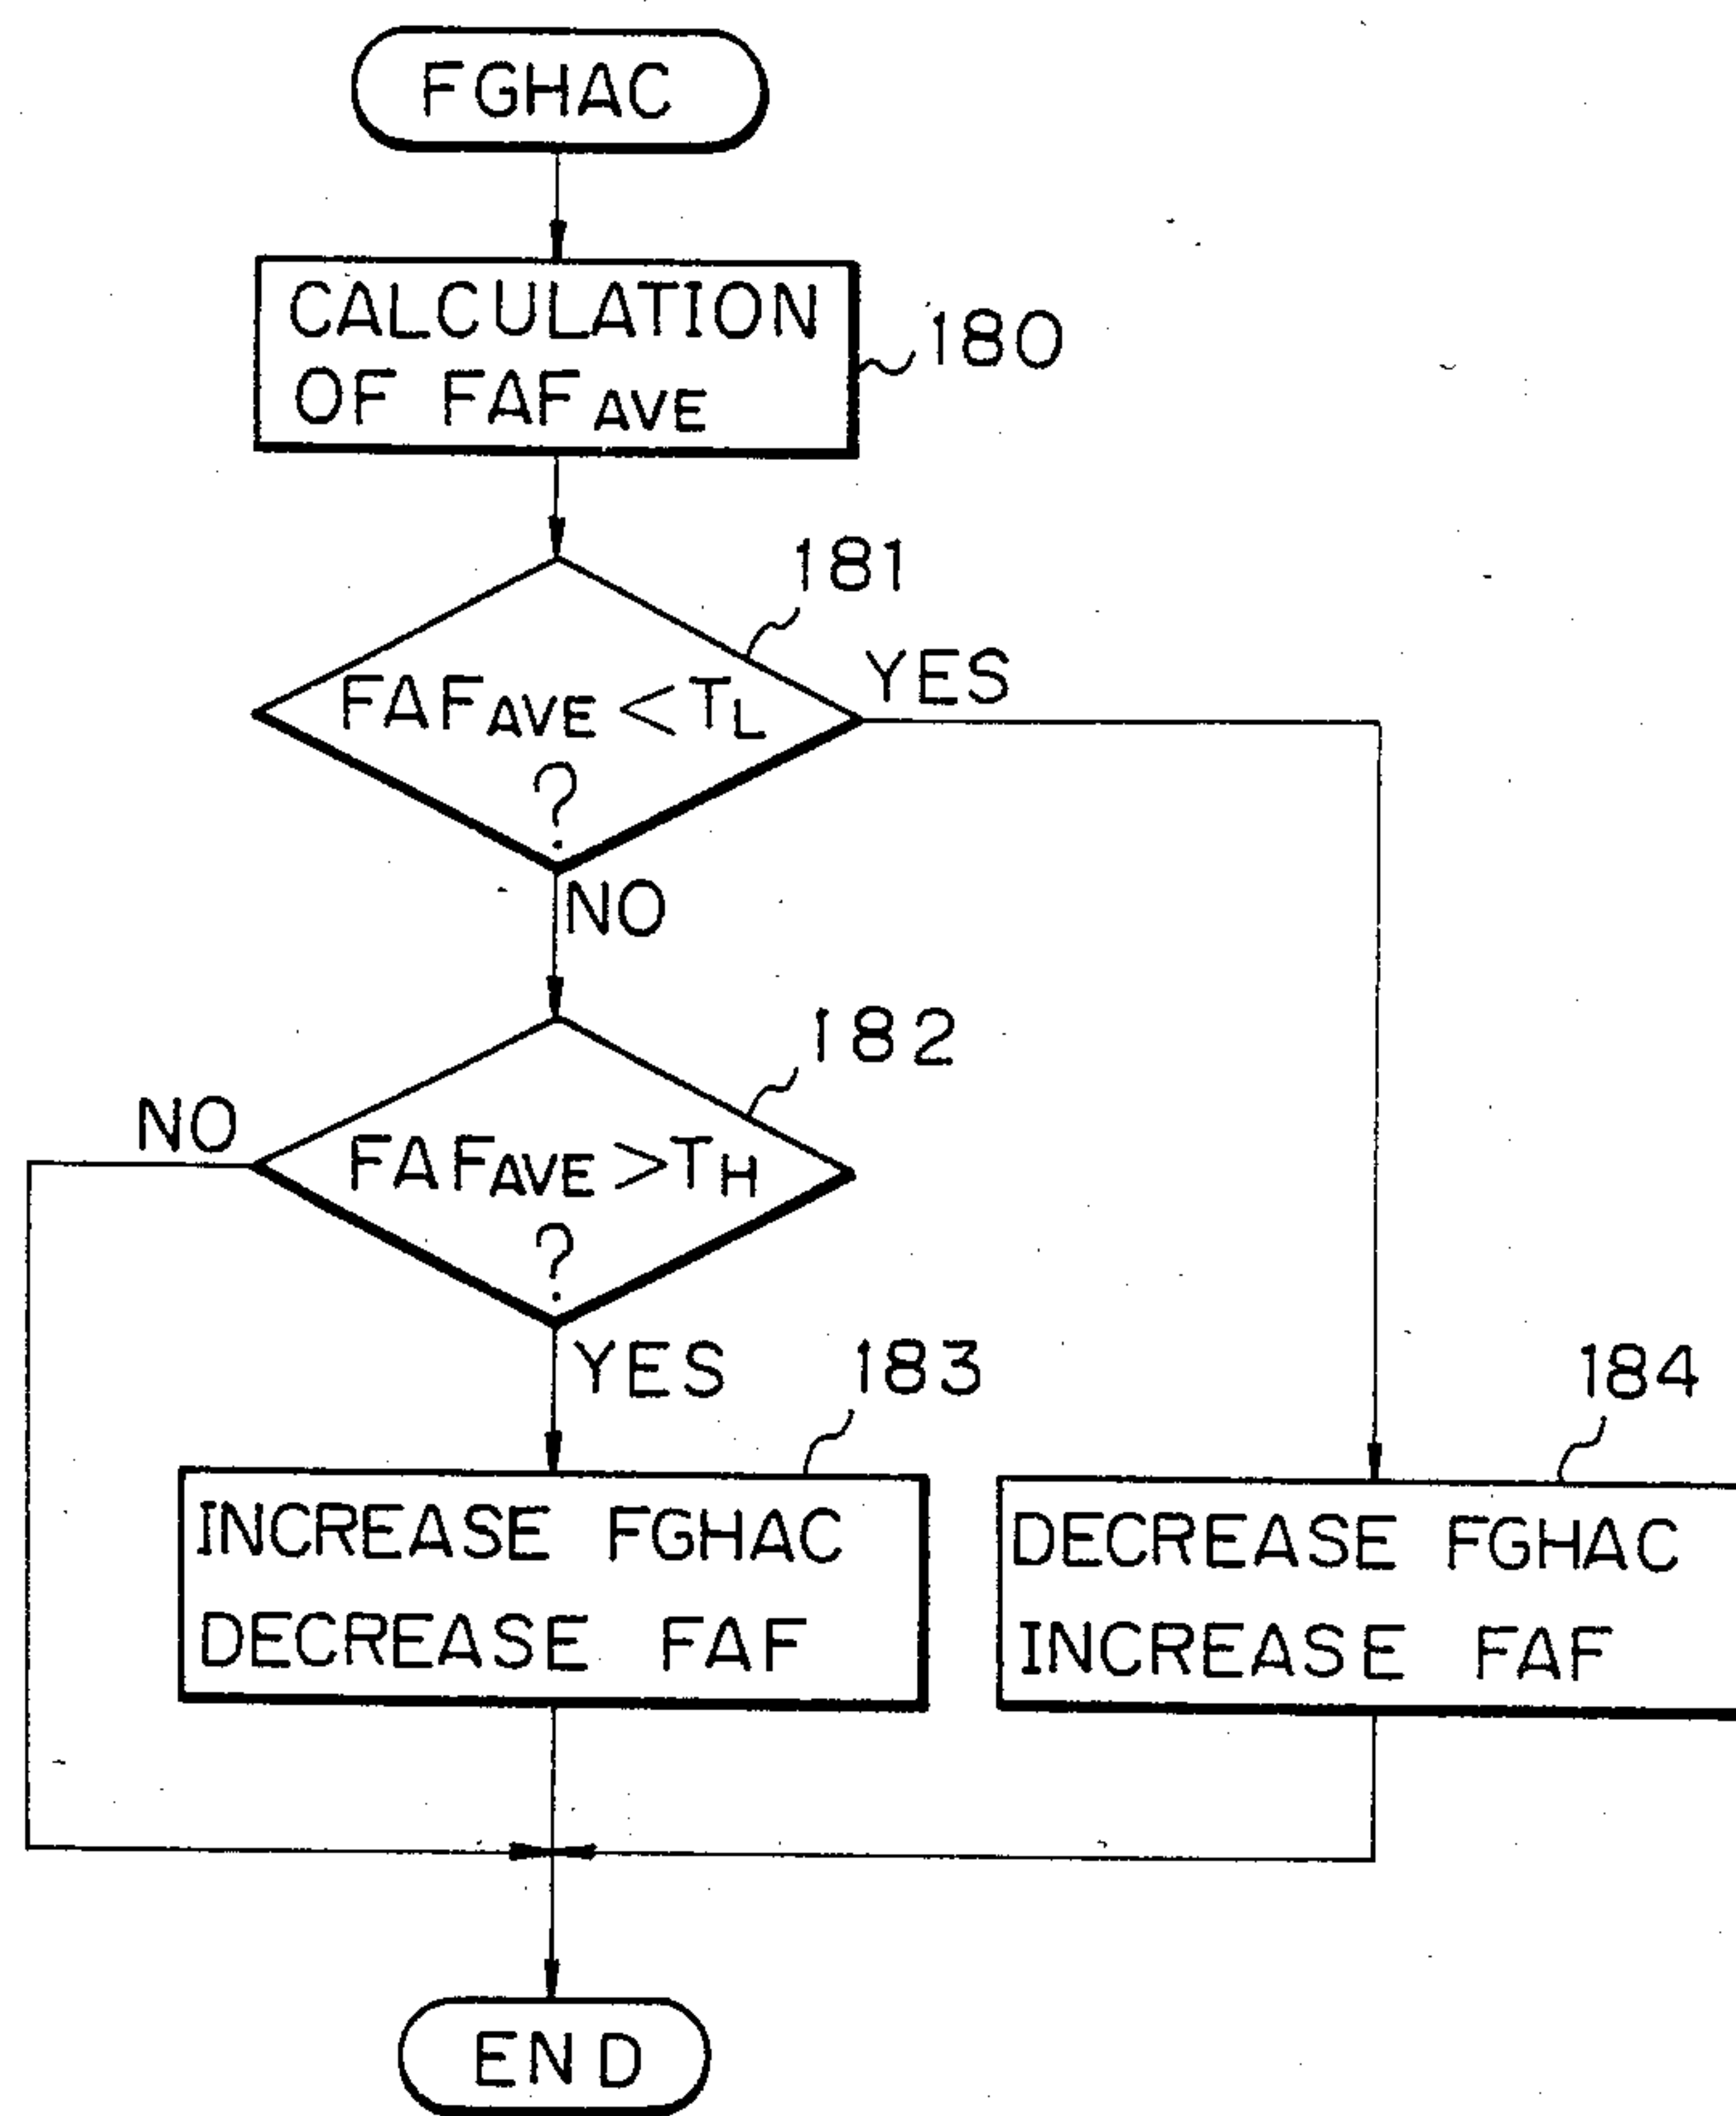 FGHAC
CALCULATION
OF FAFAVE
180
181
FAFAVE <TL
?
YES
NO
182
NO
FAFAVE >TH
?
YES
183
184
INCREASE FGHAC
DECREASE FAF
DECREASE FGHAC
INCREASE FAF
END